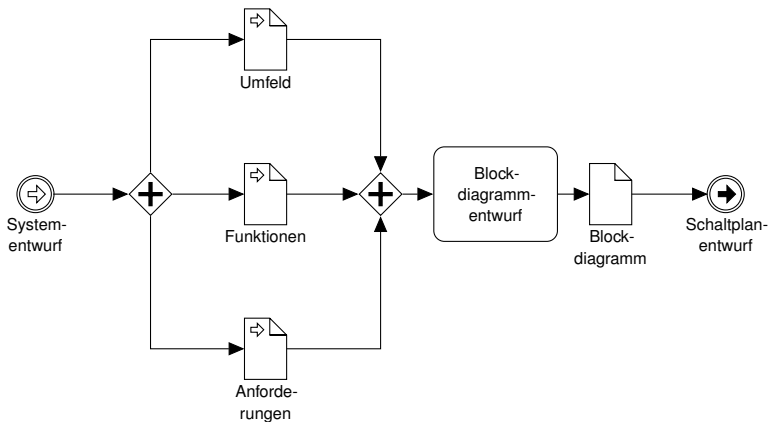 Umfeld
System-
entwurf
Funktionen
Block-
diagramm-
entwurf
Block-
diagramm
Schaltplan-
entwurf
Anforde-
rungen